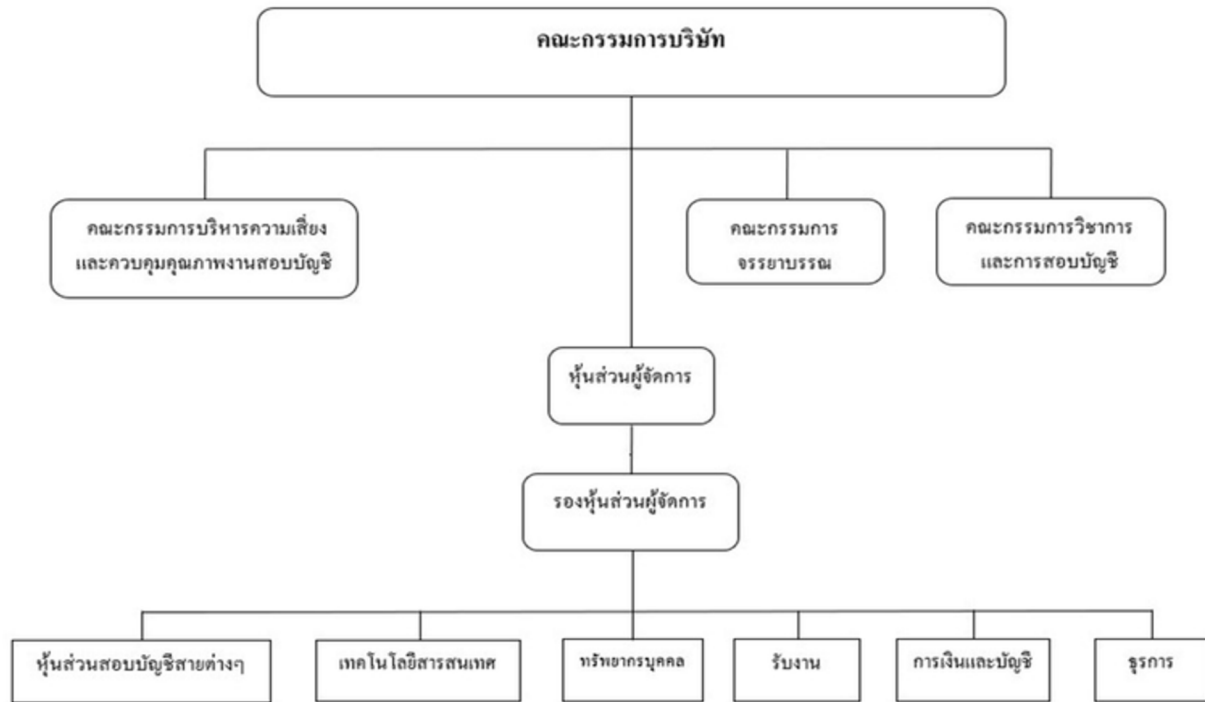 คณะกรรมการบริษัท
คณะกรรมการบริหารความเสี่ยง
และควบคุมคุณภาพงานสอบบัญชี
คณะกรรมการ
จรรยาบรรณ
คณะกรรมการวิชาการ
และการสอบบัญชี
หุ้นส่วนผู้จัดการ
รองหุ้นส่วนผู้จัดการ
หุ้นส่วนสอบบัญชีสายต่างๆ
เทคโนโลยีสารสนเทศ
ทรัพยากรบุคคล
รับงาน
การเงินและบัญชี
ธุรการ